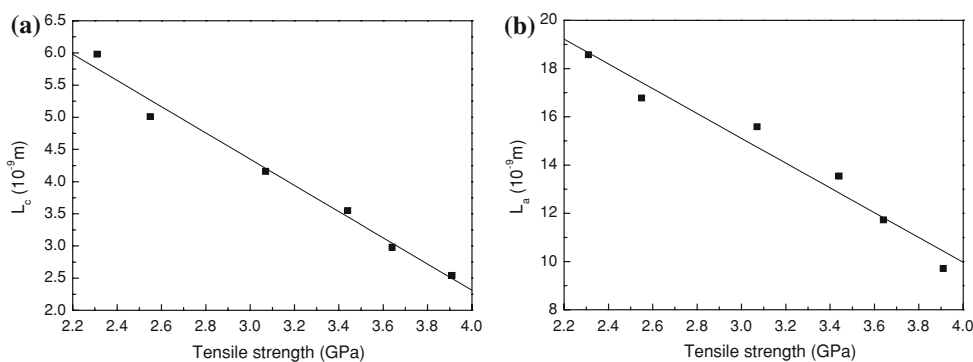 (a)
6.5
6.0
5.5
5.0
4.5
4.0
3.5
3.0
2.5
2.0
L_c (10^-9 m)
2.2 2.4 2.6 2.8 3.0 3.2 3.4 3.6 3.8 4.0
Tensile strength (GPa)
(b)
20
18
16
14
12
10
8
L_a (10^-9 m)
2.2 2.4 2.6 2.8 3.0 3.2 3.4 3.6 3.8 4.0
Tensile strength (GPa)